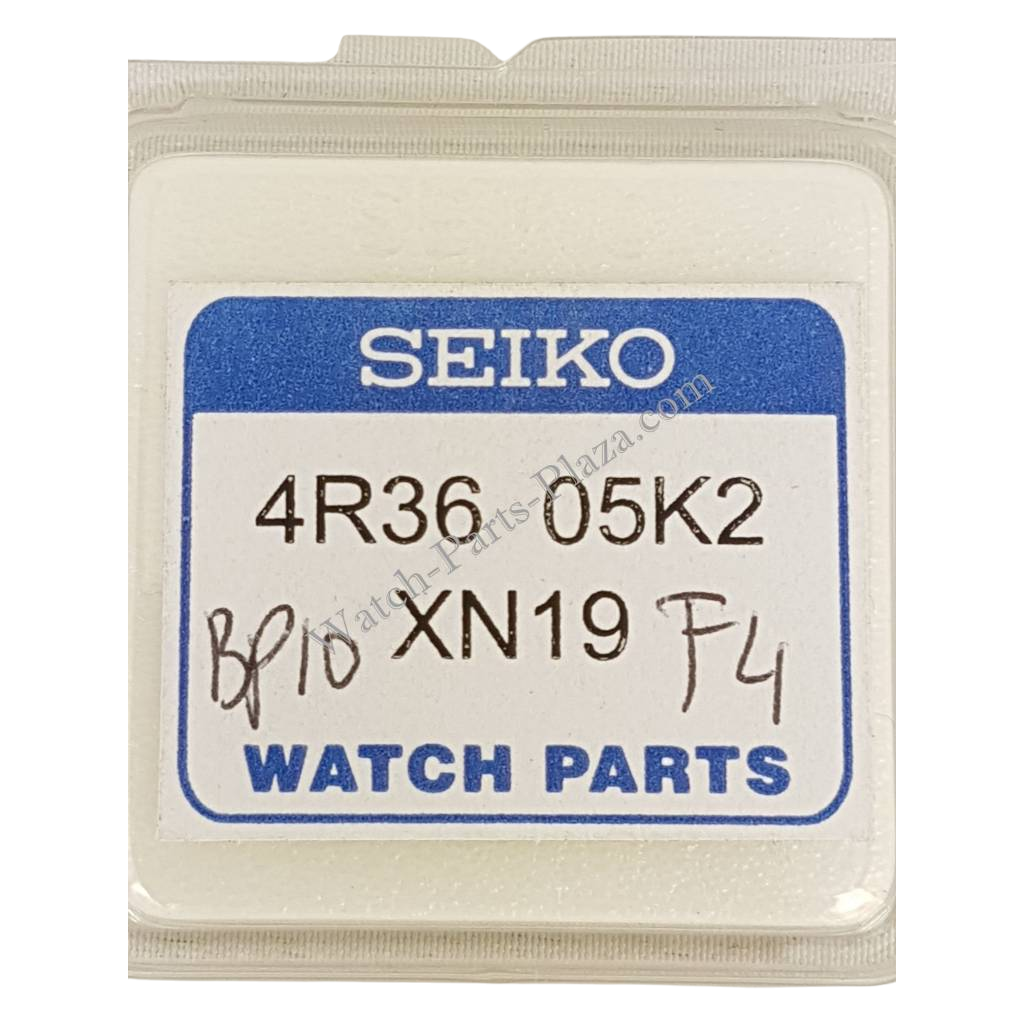 SEIKO
4R36 05K2
BP10 XN19 F4
WATCH PARTS
Watch-Parts-Plaza.com